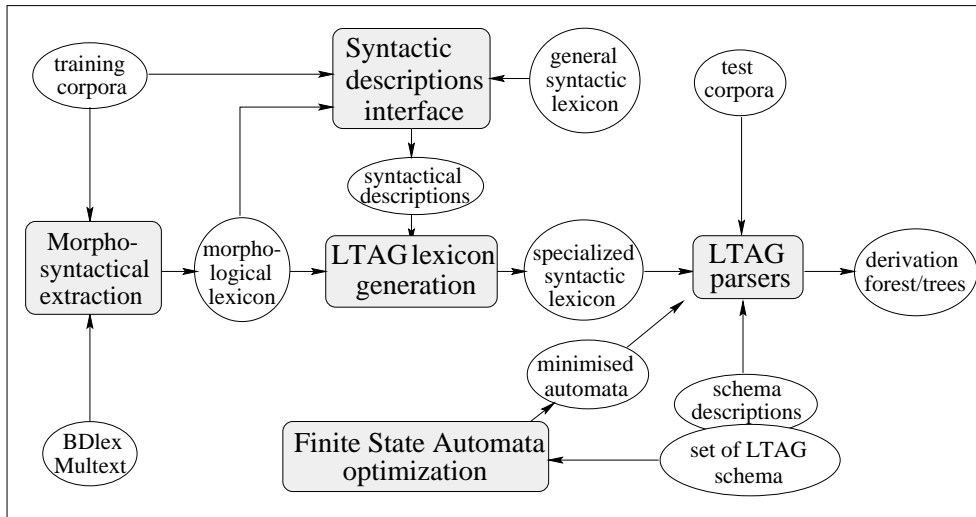 training
corpora
Syntactic
descriptions
interface
general
syntactic
lexicon
test
corpora
syntactical
descriptions
Morpho-
syntactical
extraction
morpho-
logical
lexicon
LTAG lexicon
generation
specialized
syntactic
lexicon
LTAG
parsers
derivation
forest/trees
minimised
automata
schema
descriptions
BDlex
Multext
Finite State Automata
optimization
set of LTAG
schema